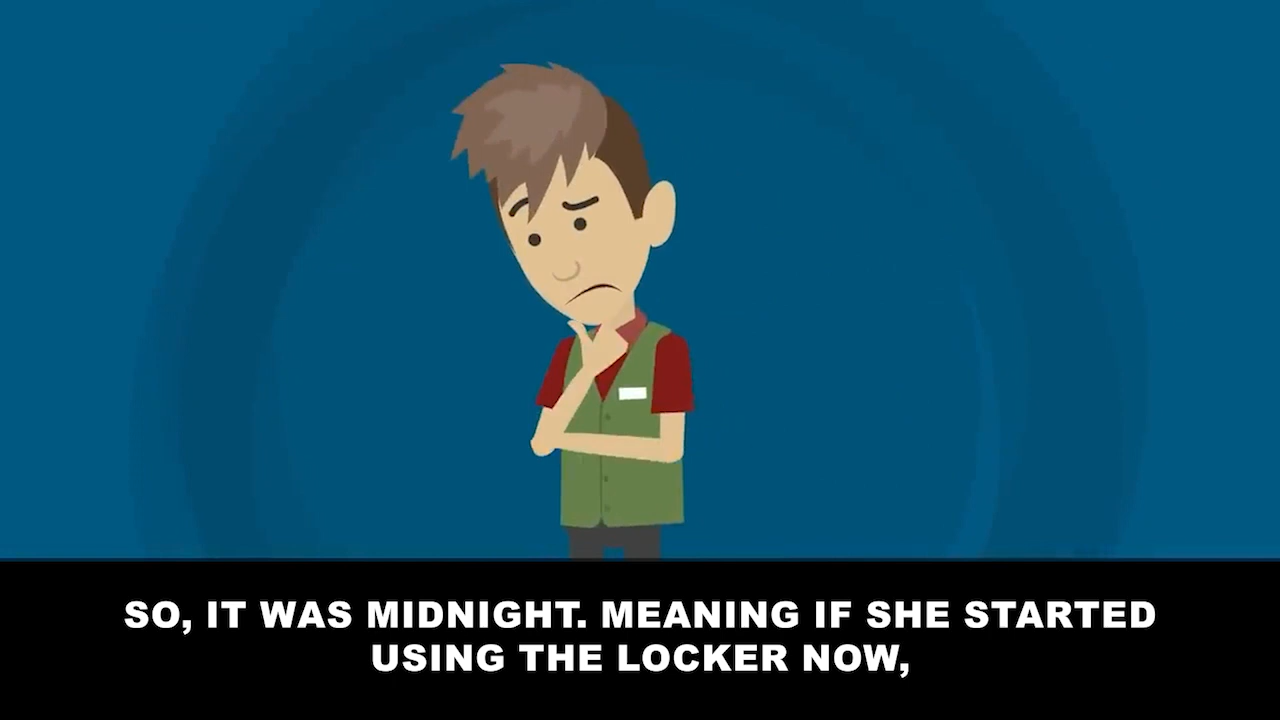 SO, IT WAS MIDNIGHT. MEANING IF SHE STARTED
USING THE LOCKER NOW,